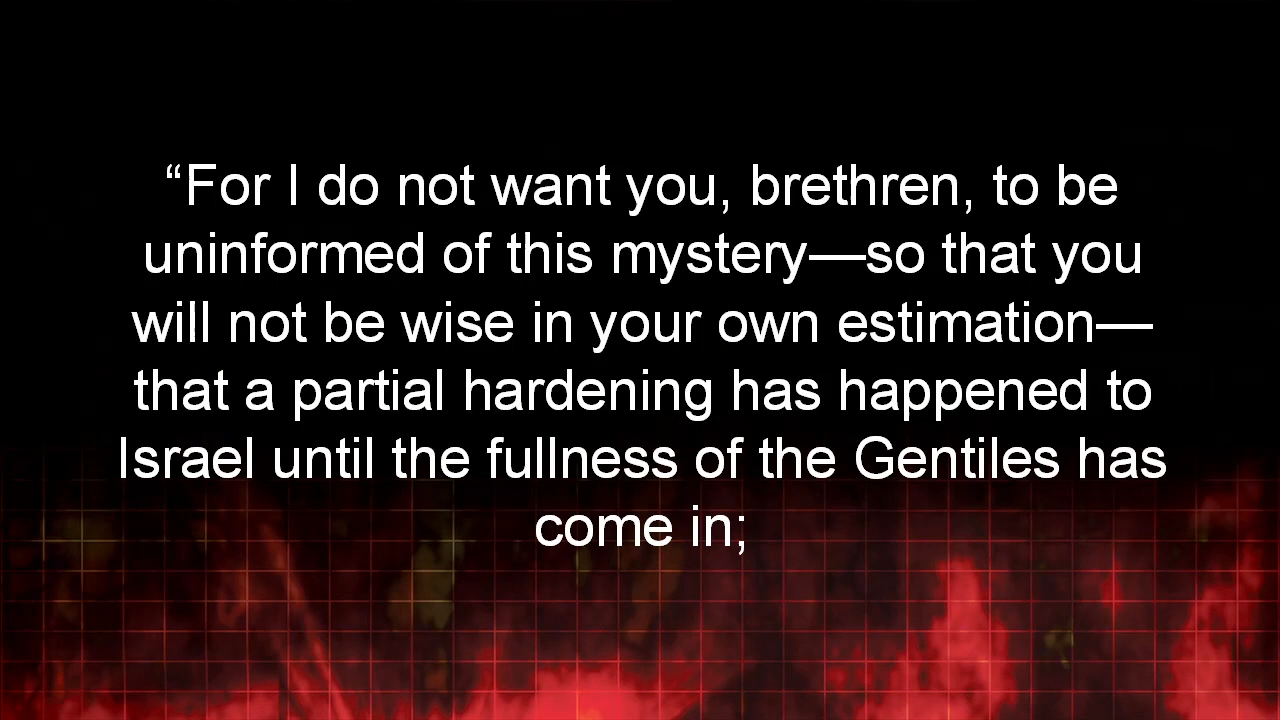 “For I do not want you, brethren, to be
uninformed of this mystery—so that you
will not be wise in your own estimation—
that a partial hardening has happened to
Israel until the fullness of the Gentiles has
come in;